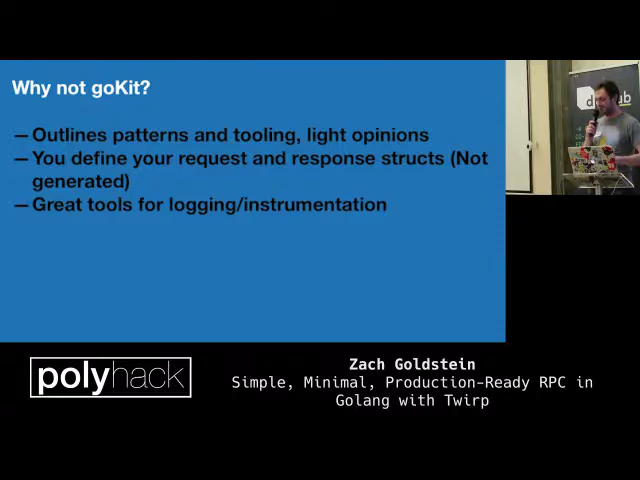 Why not goKit?
— Outlines patterns and tooling, light opinions
— You define your request and response structs (Not
generated)
— Great tools for logging/instrumentation
polyhack
Zach Goldstein
Simple, Minimal, Production-Ready RPC in
Golang with Twirp